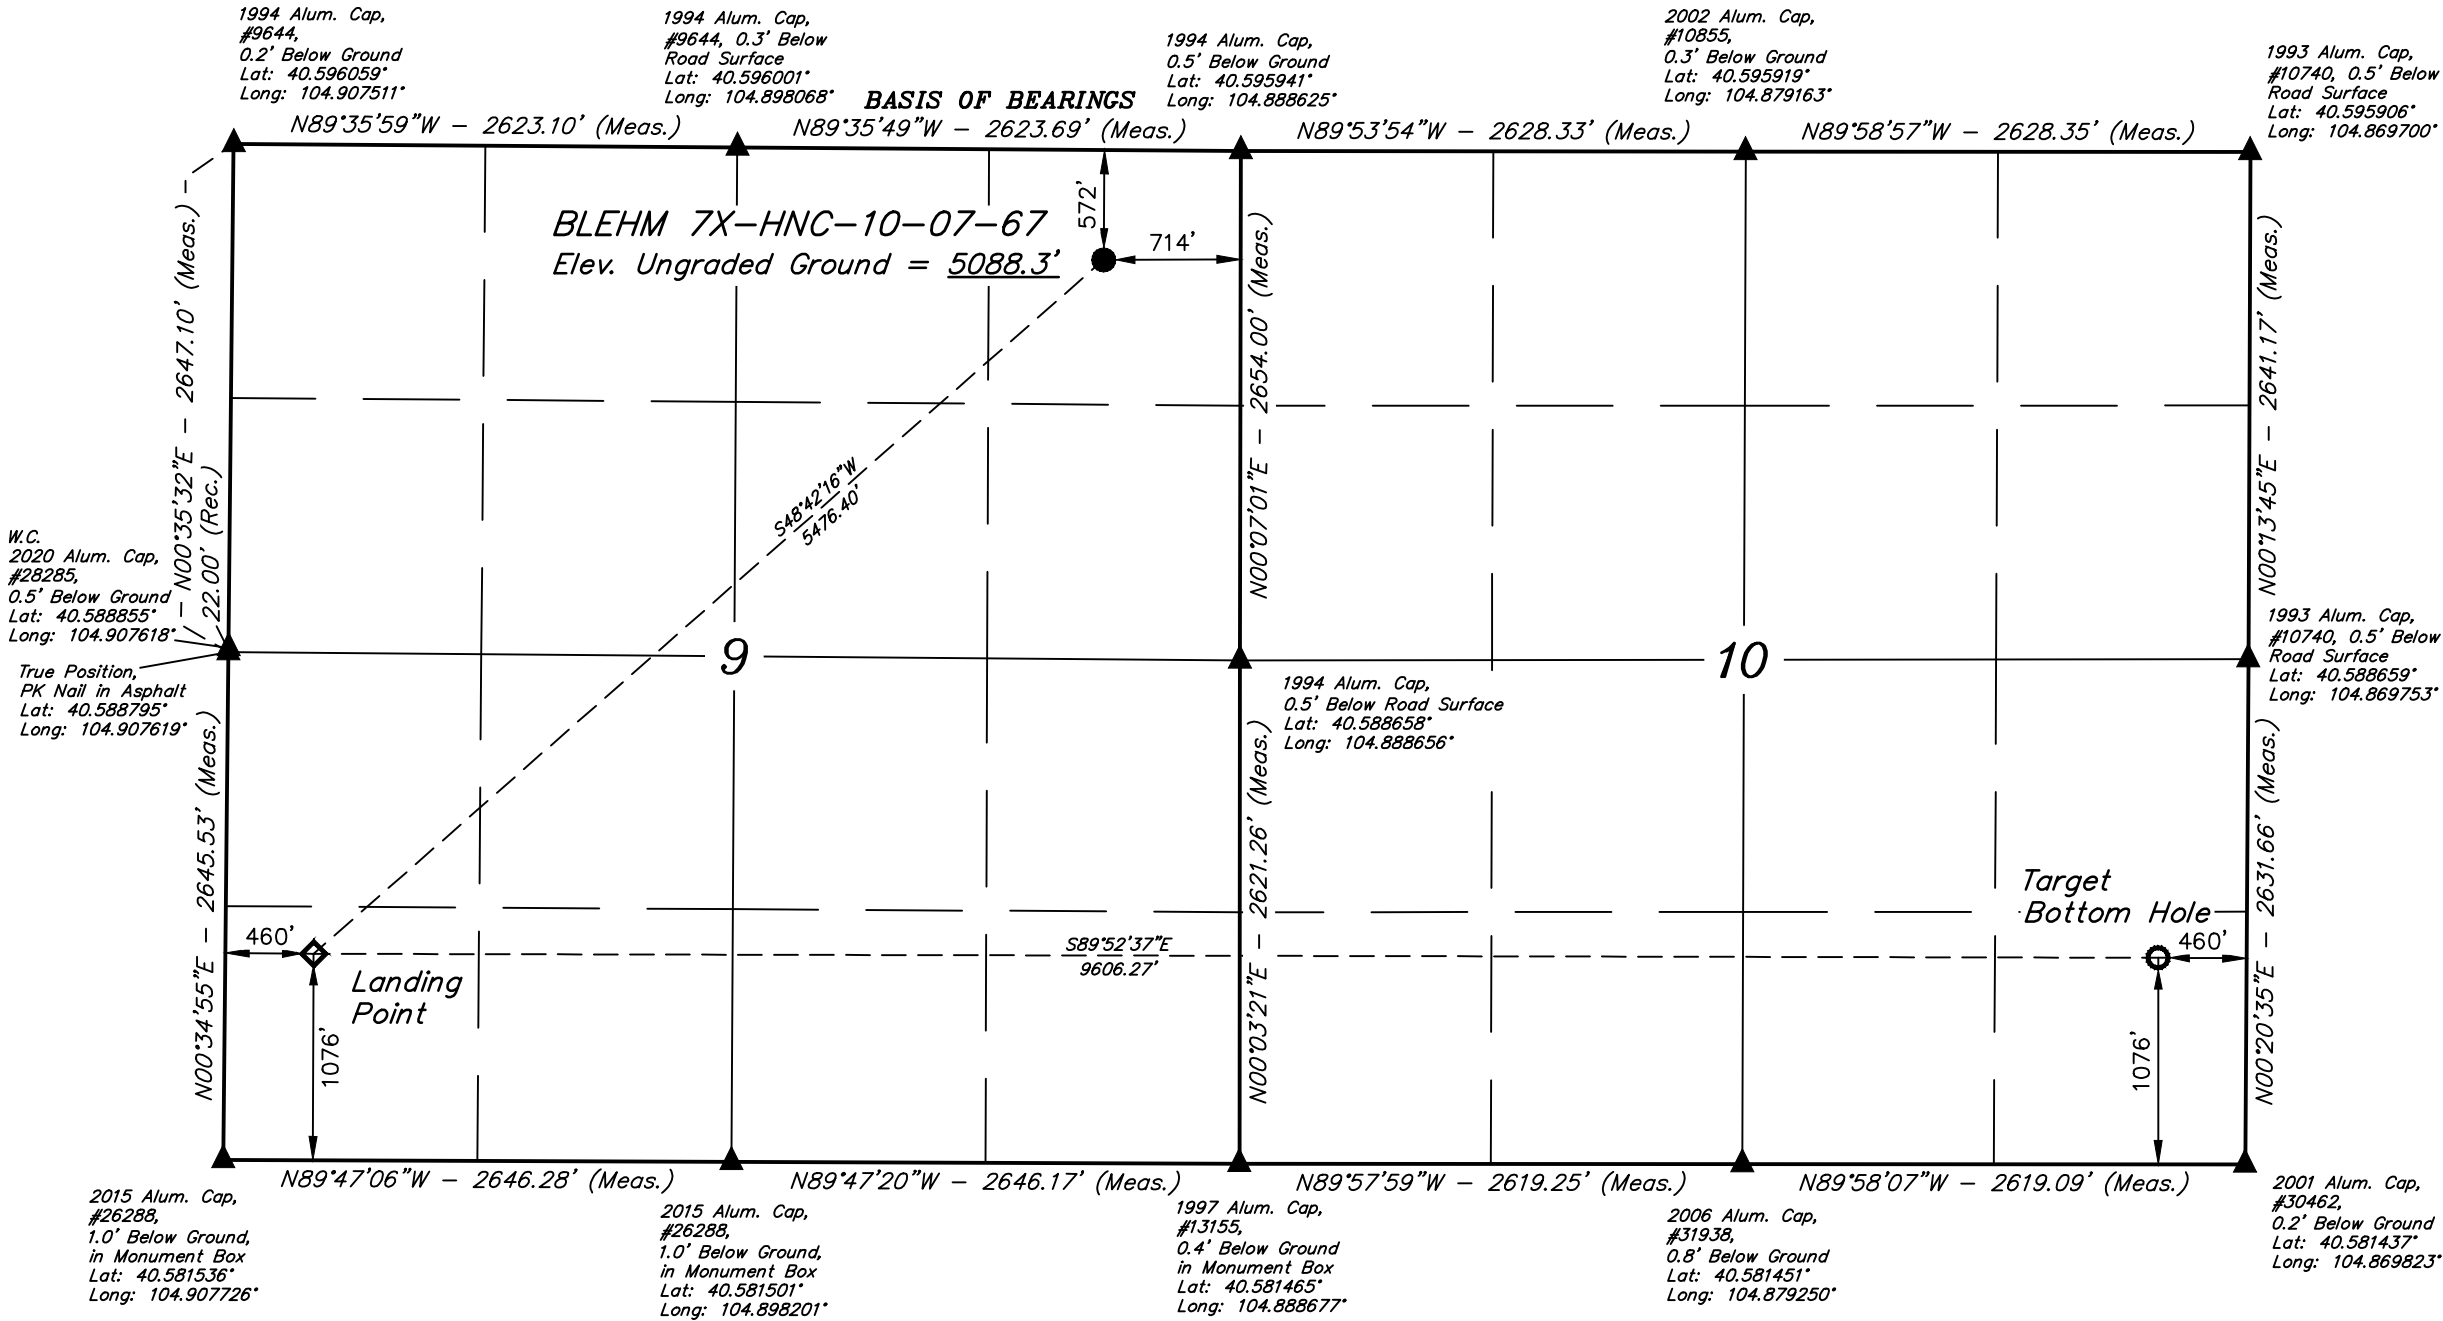 1994 Alum. Cap,
#9644,
0.2' Below Ground
Lat: 40.596059°
Long: 104.907511°
1994 Alum. Cap,
#9644, 0.3' Below
Road Surface
Lat: 40.596001°
Long: 104.898068°
BASIS OF BEARINGS
1994 Alum. Cap,
0.5' Below Ground
Lat: 40.595941°
Long: 104.888625°
2002 Alum. Cap,
#10855,
0.3' Below Ground
Lat: 40.595919°
Long: 104.879163°
1993 Alum. Cap,
#10740, 0.5' Below
Road Surface
Lat: 40.595906°
Long: 104.869700°
N89°35'59"W - 2623.10' (Meas.)
N89°35'49"W - 2623.69' (Meas.)
N89°53'54"W - 2628.33' (Meas.)
N89°58'57"W - 2628.35' (Meas.)
572'
714'
BLEHM 7X-HNC-10-07-67
Elev. Ungraded Ground = 5088.3'
N00°35'32"E - 2647.10' (Meas.)
22.00' (Rec.)
N00°07'01"E - 2654.00' (Meas.)
N00°13'45"E - 2641.17' (Meas.)
S48°42'16"W
5476.40'
W.C.
2020 Alum. Cap,
#28285,
0.5' Below Ground
Lat: 40.588855°
Long: 104.907618°
True Position,
PK Nail in Asphalt
Lat: 40.588795°
Long: 104.907619°
9
10
1994 Alum. Cap,
0.5' Below Road Surface
Lat: 40.588658°
Long: 104.888656°
1993 Alum. Cap,
#10740, 0.5' Below
Road Surface
Lat: 40.588659°
Long: 104.869753°
N00°34'55"E - 2645.53' (Meas.)
N00°03'21"E - 2621.26' (Meas.)
N00°20'35"E - 2631.66' (Meas.)
Target
Bottom Hole
460'
460'
S89°52'37"E
9606.27'
Landing
Point
1076'
1076'
N89°47'06"W - 2646.28' (Meas.)
N89°47'20"W - 2646.17' (Meas.)
N89°57'59"W - 2619.25' (Meas.)
N89°58'07"W - 2619.09' (Meas.)
2015 Alum. Cap,
#26288,
1.0' Below Ground,
in Monument Box
Lat: 40.581536°
Long: 104.907726°
2015 Alum. Cap,
#26288,
1.0' Below Ground,
in Monument Box
Lat: 40.581501°
Long: 104.898201°
1997 Alum. Cap,
#13155,
0.4' Below Ground
in Monument Box
Lat: 40.581465°
Long: 104.888677°
2006 Alum. Cap,
#31938,
0.8' Below Ground
Lat: 40.581451°
Long: 104.879250°
2001 Alum. Cap,
#30462,
0.2' Below Ground
Lat: 40.581437°
Long: 104.869823°